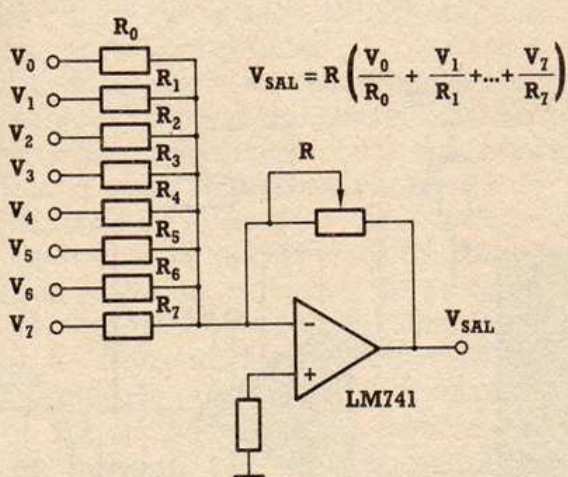 R₀
V₀
R₁
V₁
R₂
V₂
R₃
V₃
R₄
V₄
R₅
V₅
R₆
V₆
R₇
V₇
V_SAL = R (V₀/R₀ + V₁/R₁ +...+ V₇/R₇)
R
−
+
V_SAL
LM741